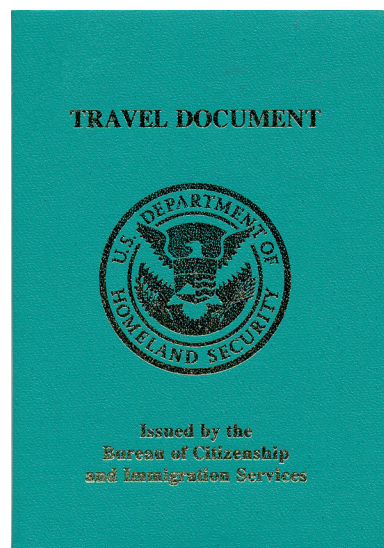 TRAVEL DOCUMENT
U.S. DEPARTMENT OF
HOMELAND SECURITY
Issued by the
Bureau of Citizenship
and Immigration Services